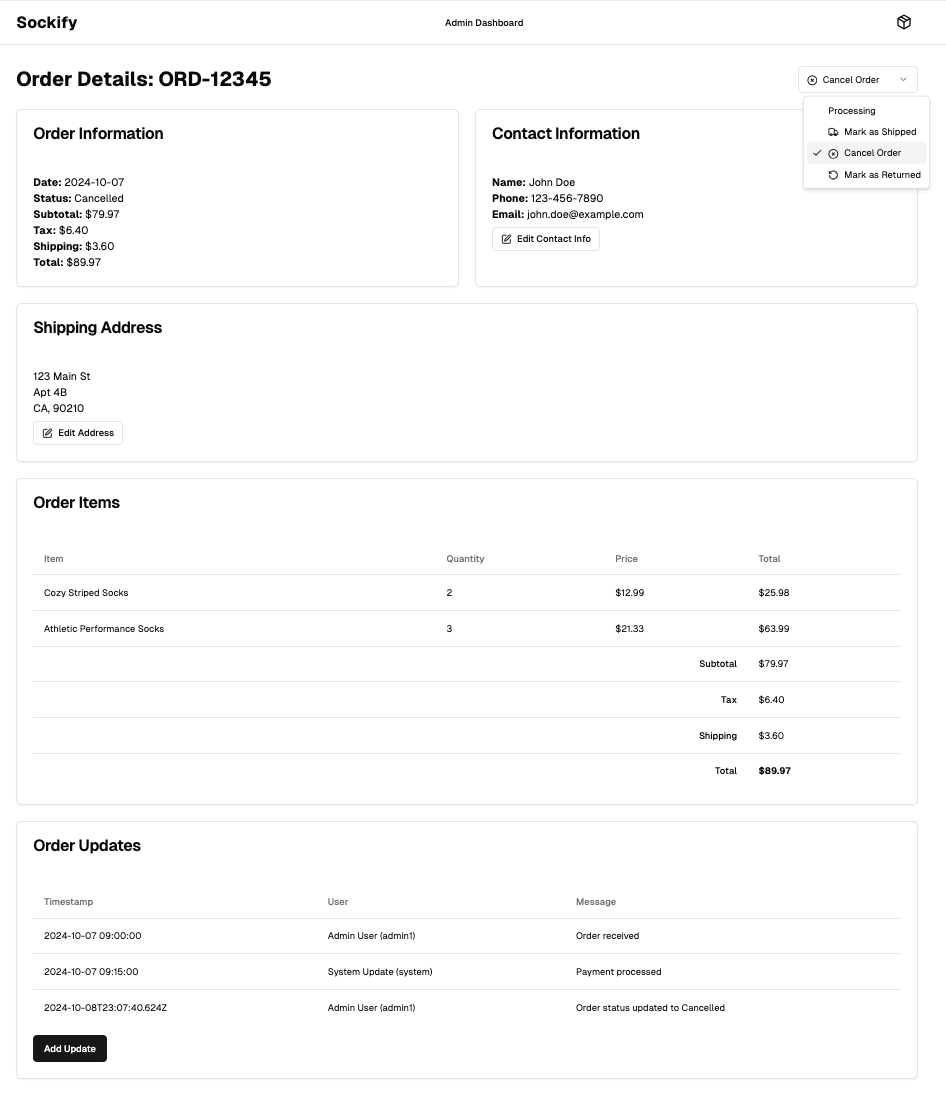 Sockify
Admin Dashboard
Order Details: ORD-12345
Cancel Order
Processing
Mark as Shipped
Cancel Order
Mark as Returned
Order Information
Date: 2024-10-07
Status: Cancelled
Subtotal: $79.97
Tax: $6.40
Shipping: $3.60
Total: $89.97
Contact Information
Name: John Doe
Phone: 123-456-7890
Email: john.doe@example.com
Edit Contact Info
Shipping Address
123 Main St
Apt 4B
CA, 90210
Edit Address
Order Items
Item Quantity Price Total
Cozy Striped Socks 2 $12.99 $25.98
Athletic Performance Socks 3 $21.33 $63.99
Subtotal $79.97
Tax $6.40
Shipping $3.60
Total $89.97
Order Updates
Timestamp User Message
2024-10-07 09:00:00 Admin User (admin1) Order received
2024-10-07 09:15:00 System Update (system) Payment processed
2024-10-08T23:07:40.624Z Admin User (admin1) Order status updated to Cancelled
Add Update